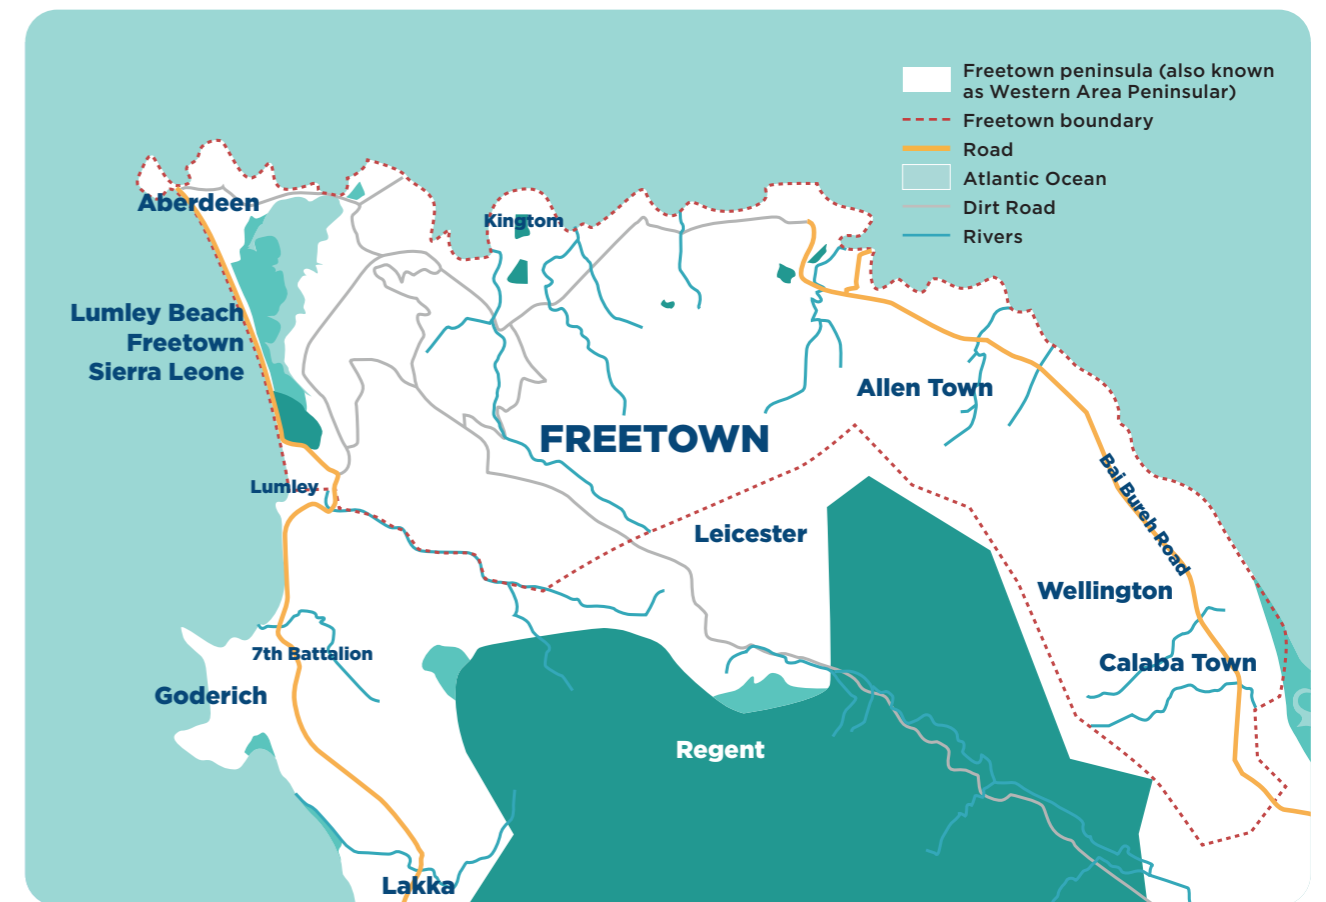 Freetown peninsula (also known
as Western Area Peninsular)
Freetown boundary
Road
Atlantic Ocean
Dirt Road
Rivers
Aberdeen
Kingtom
Lumley Beach
Freetown
Sierra Leone
Allen Town
FREETOWN
Lumley
Bai Bureh Road
Leicester
Wellington
7th Battalion
Calaba Town
Goderich
Regent
Lakka